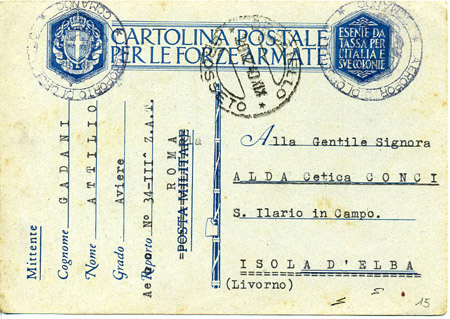 CARTOLINA POSTALE
PER LE FORZE ARMATE
ESENTE DA
TASSA PER
L'ITALIA E
SVE COLONIE
Mittente
Cognome GADANI
Nome ATTILIO
Grado Aviere
Reparto N° 34-III^ Z.A.T.
ROMA
=POSTA MILITARE=
Alla Gentile Signora
ALDA Cetica CONCI
S. Ilario in Campo.
ISOLA D'ELBA
(Livorno)
15